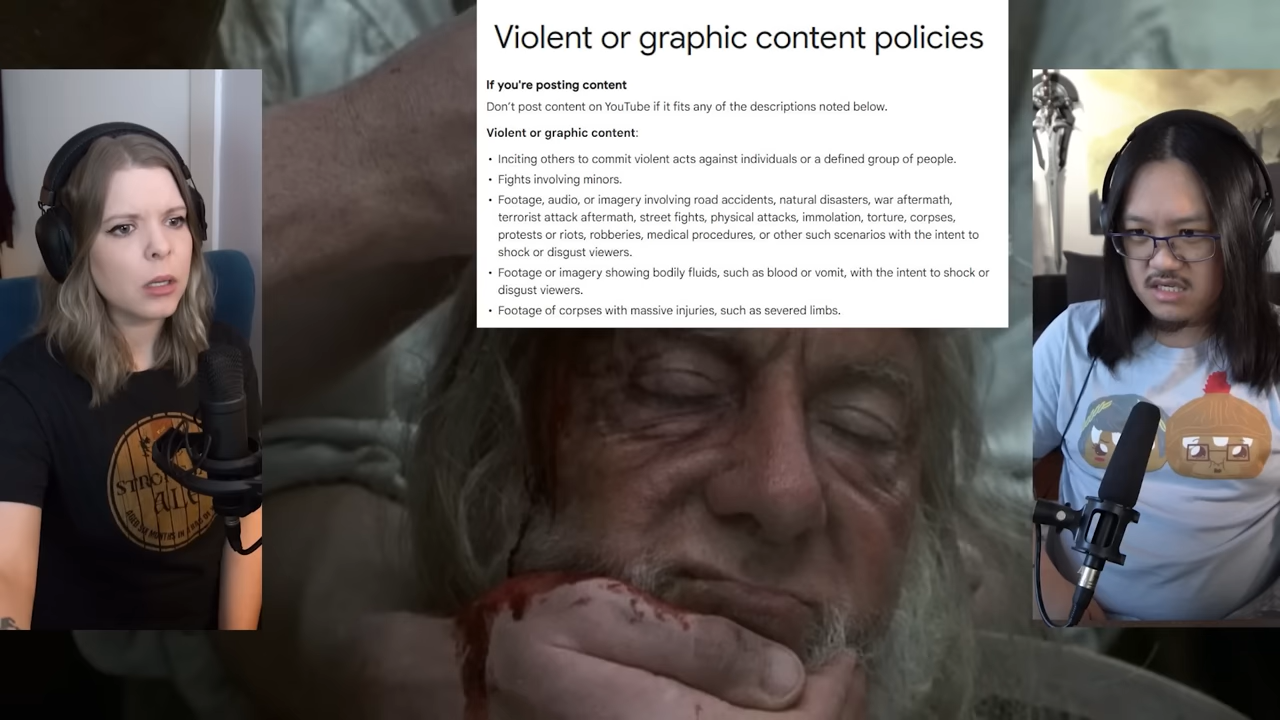 Violent or graphic content policies
If you're posting content
Don't post content on YouTube if it fits any of the descriptions noted below.
Violent or graphic content:
• Inciting others to commit violent acts against individuals or a defined group of people.
• Fights involving minors.
• Footage, audio, or imagery involving road accidents, natural disasters, war aftermath,
terrorist attack aftermath, street fights, physical attacks, immolation, torture, corpses,
protests or riots, robberies, medical procedures, or other such scenarios with the intent to
shock or disgust viewers.
• Footage or imagery showing bodily fluids, such as blood or vomit, with the intent to shock or
disgust viewers.
• Footage of corpses with massive injuries, such as severed limbs.